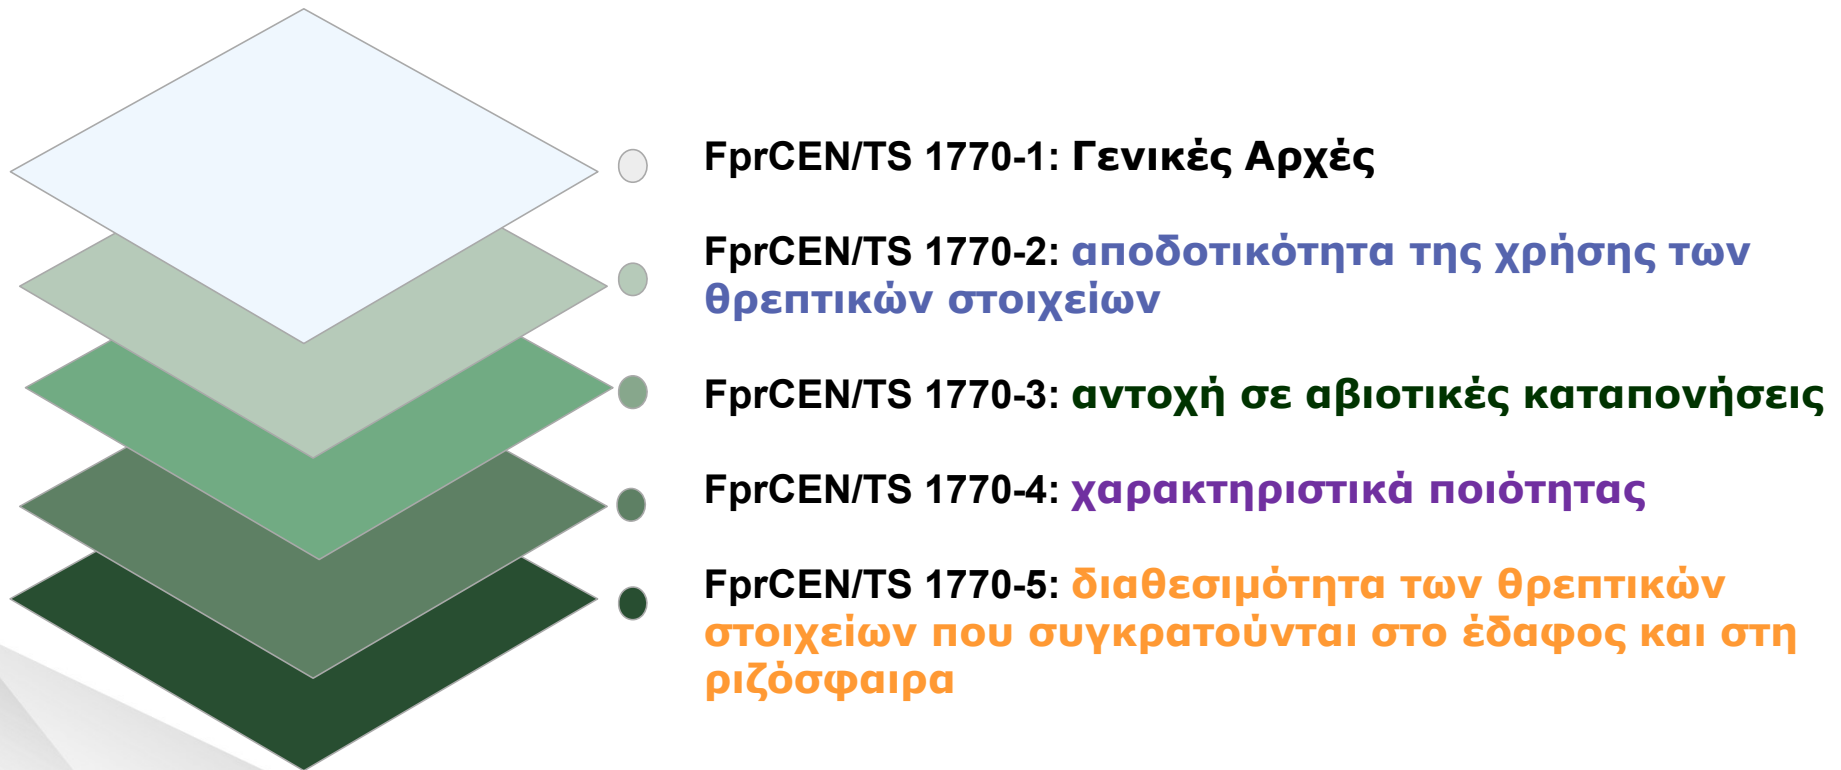 FprCEN/TS 1770-1: Γενικές Αρχές
FprCEN/TS 1770-2: αποδοτικότητα της χρήσης των
θρεπτικών στοιχείων
FprCEN/TS 1770-3: αντοχή σε αβιοτικές καταπονήσεις
FprCEN/TS 1770-4: χαρακτηριστικά ποιότητας
FprCEN/TS 1770-5: διαθεσιμότητα των θρεπτικών
στοιχείων που συγκρατούνται στο έδαφος και στη
ριζόσφαιρα